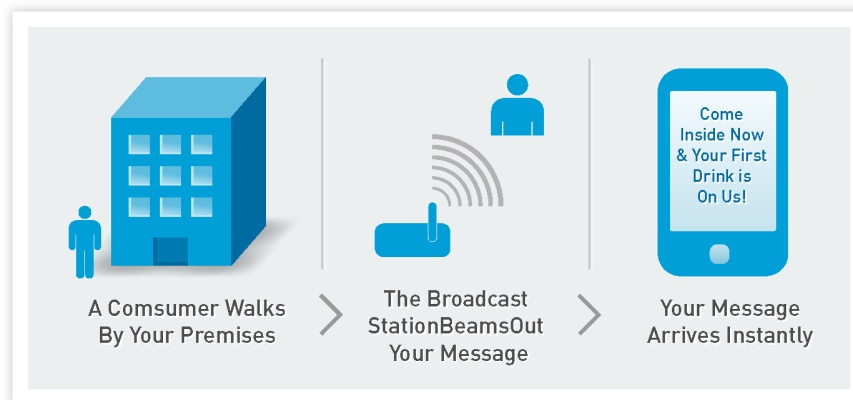 Come
Inside Now
& Your First
Drink is
On Us!
A Comsumer Walks
By Your Premises
The Broadcast
StationBeamsOut
Your Message
Your Message
Arrives Instantly